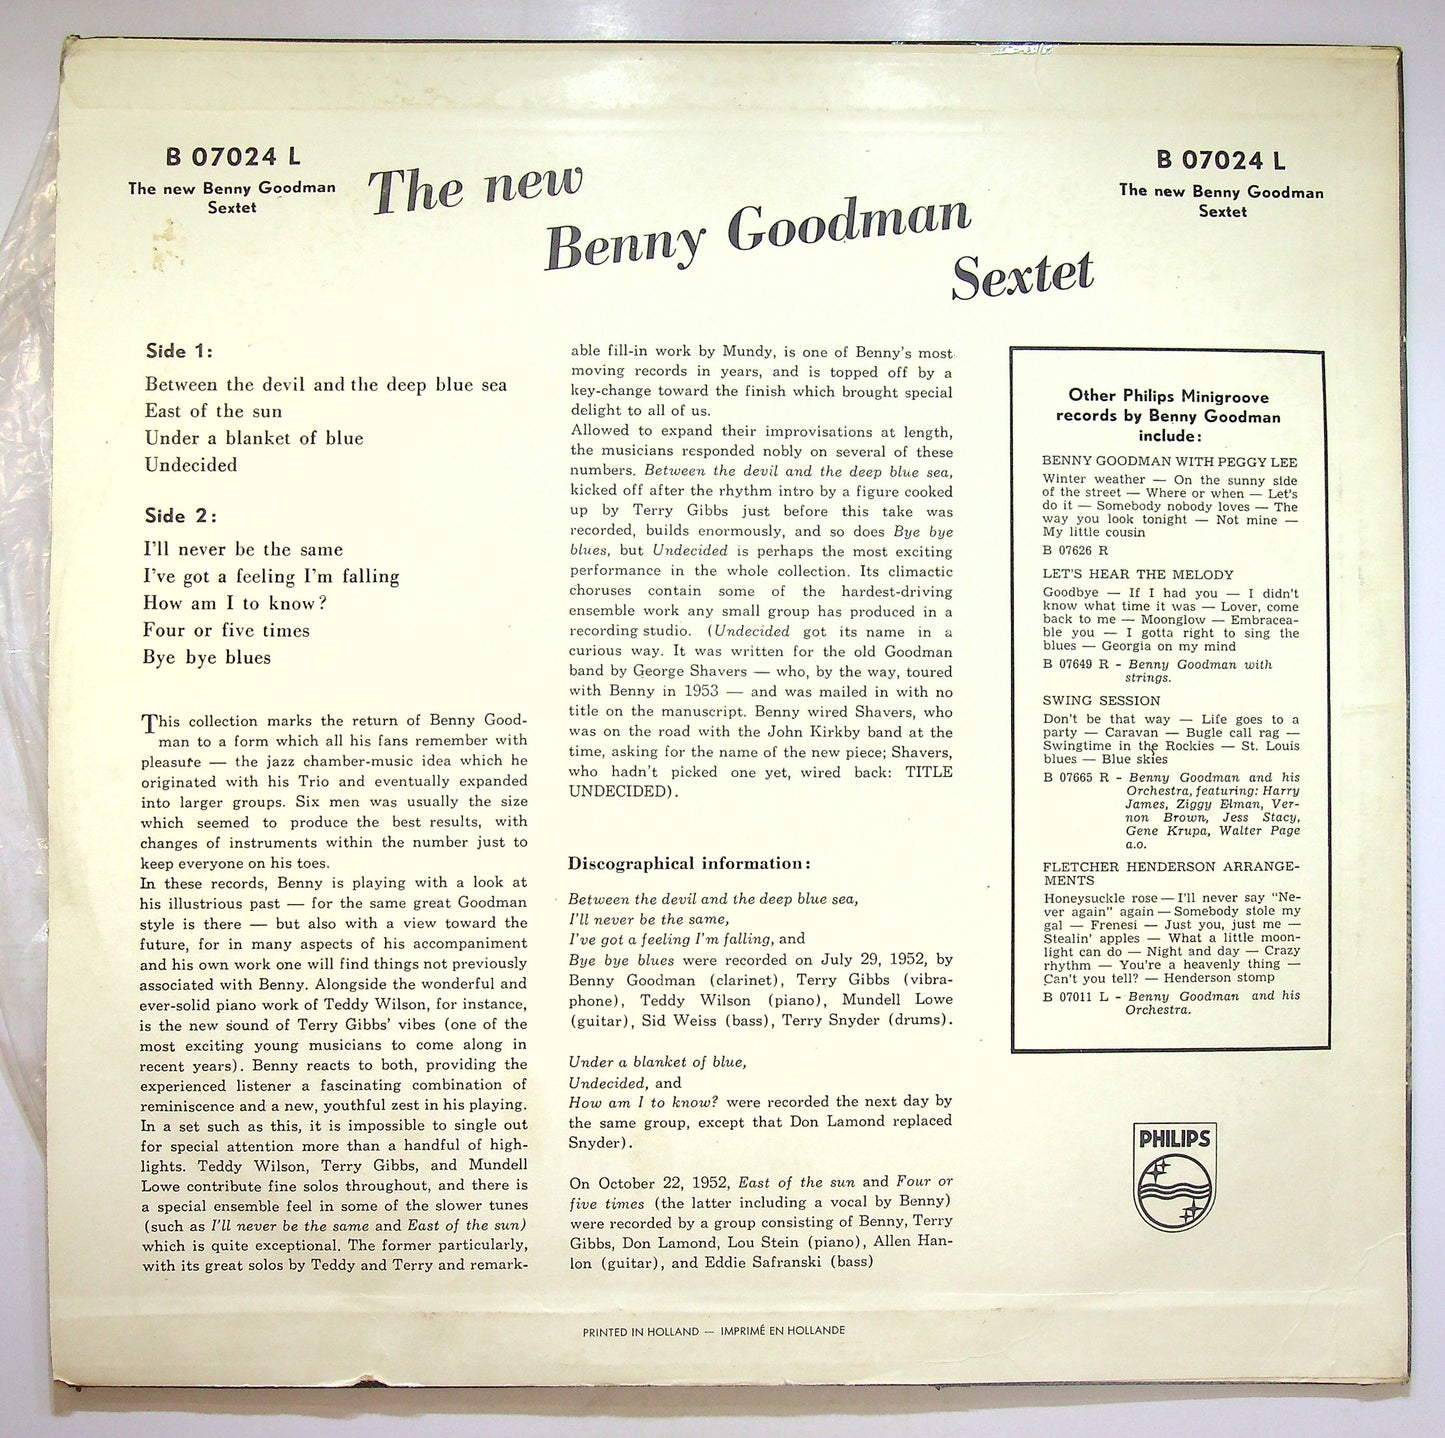 B 07024 L
The new Benny Goodman
Sextet
The new
Benny Goodman
Sextet
B 07024 L
The new Benny Goodman
Sextet
Side 1:
Between the devil and the deep blue sea
East of the sun
Under a blanket of blue
Undecided
Side 2:
I'll never be the same
I've got a feeling I'm falling
How am I to know?
Four or five times
Bye bye blues
This collection marks the return of Benny Good-
man to a form which all his fans remember with
pleasure — the jazz chamber-music idea which he
originated with his Trio and eventually expanded
into larger groups. Six men was usually the size
which seemed to produce the best results, with
changes of instruments within the number just to
keep everyone on his toes.
In these records, Benny is playing with a look at
his illustrious past — for the same great Goodman
style is there — but also with a view toward the
future, for in many aspects of his accompaniment
and his own work one will find things not previously
associated with Benny. Alongside the wonderful and
ever-solid piano work of Teddy Wilson, for instance,
is the new sound of Terry Gibbs' vibes (one of the
most exciting young musicians to come along in
recent years). Benny reacts to both, providing the
experienced listener a fascinating combination of
reminiscence and a new, youthful zest in his playing.
In a set such as this, it is impossible to single out
for special attention more than a handful of high-
lights. Teddy Wilson, Terry Gibbs, and Mundell
Lowe contribute fine solos throughout, and there is
a special ensemble feel in some of the slower tunes
(such as I'll never be the same and East of the sun)
which is quite exceptional. The former particularly,
with its great solos by Teddy and Terry and remark-
able fill-in work by Mundy, is one of Benny's most
moving records in years, and is topped off by a
key-change toward the finish which brought special
delight to all of us.
Allowed to expand their improvisations at length,
the musicians responded nobly on several of these
numbers. Between the devil and the deep blue sea,
kicked off after the rhythm intro by a figure cooked
up by Terry Gibbs just before this take was
recorded, builds enormously, and so does Bye bye
blues, but Undecided is perhaps the most exciting
performance in the whole collection. Its climactic
choruses contain some of the hardest-driving
ensemble work any small group has produced in a
recording studio. (Undecided got its name in a
curious way. It was written for the old Goodman
band by George Shavers — who, by the way, toured
with Benny in 1953 — and was mailed in with no
title on the manuscript. Benny wired Shavers, who
was on the road with the John Kirkby band at the
time, asking for the name of the new piece; Shavers,
who hadn't picked one yet, wired back: TITLE
UNDECIDED).
Discographical information:
Between the devil and the deep blue sea,
I'll never be the same,
I've got a feeling I'm falling, and
Bye bye blues were recorded on July 29, 1952, by
Benny Goodman (clarinet), Terry Gibbs (vibra-
phone), Teddy Wilson (piano), Mundell Lowe
(guitar), Sid Weiss (bass), Terry Snyder (drums).
Under a blanket of blue,
Undecided, and
How am I to know? were recorded the next day by
the same group, except that Don Lamond replaced
Snyder).
On October 22, 1952, East of the sun and Four or
five times (the latter including a vocal by Benny)
were recorded by a group consisting of Benny, Terry
Gibbs, Don Lamond, Lou Stein (piano), Allen Han-
lon (guitar), and Eddie Safranski (bass)
Other Philips Minigroove
records by Benny Goodman
include:
BENNY GOODMAN WITH PEGGY LEE
Winter weather — On the sunny side
of the street — Where or when — Let's
do it — Somebody nobody loves — The
way you look tonight — Not mine —
My little cousin
B 07626 R
LET'S HEAR THE MELODY
Goodbye — If I had you — I didn't
know what time it was — Lover, come
back to me — Moonglow — Embracea-
ble you — I gotta right to sing the
blues — Georgia on my mind
B 07649 R - Benny Goodman with
strings.
SWING SESSION
Don't be that way — Life goes to a
party — Caravan — Bugle call rag —
Swingtime in the Rockies — St. Louis
blues — Blue skies
B 07665 R - Benny Goodman and his
Orchestra, featuring: Harry
James, Ziggy Elman, Ver-
non Brown, Jess Stacy,
Gene Krupa, Walter Page
a.o.
FLETCHER HENDERSON ARRANGE-
MENTS
Honeysuckle rose — I'll never say "Ne-
ver again" again — Somebody stole my
gal — Frenesi — Just you, just me —
Stealin' apples — What a little moon-
light can do — Night and day — Crazy
rhythm — You're a heavenly thing —
Can't you tell? — Henderson stomp
B 07011 L - Benny Goodman and his
Orchestra.
PHILIPS
PRINTED IN HOLLAND — IMPRIMÉ EN HOLLANDE